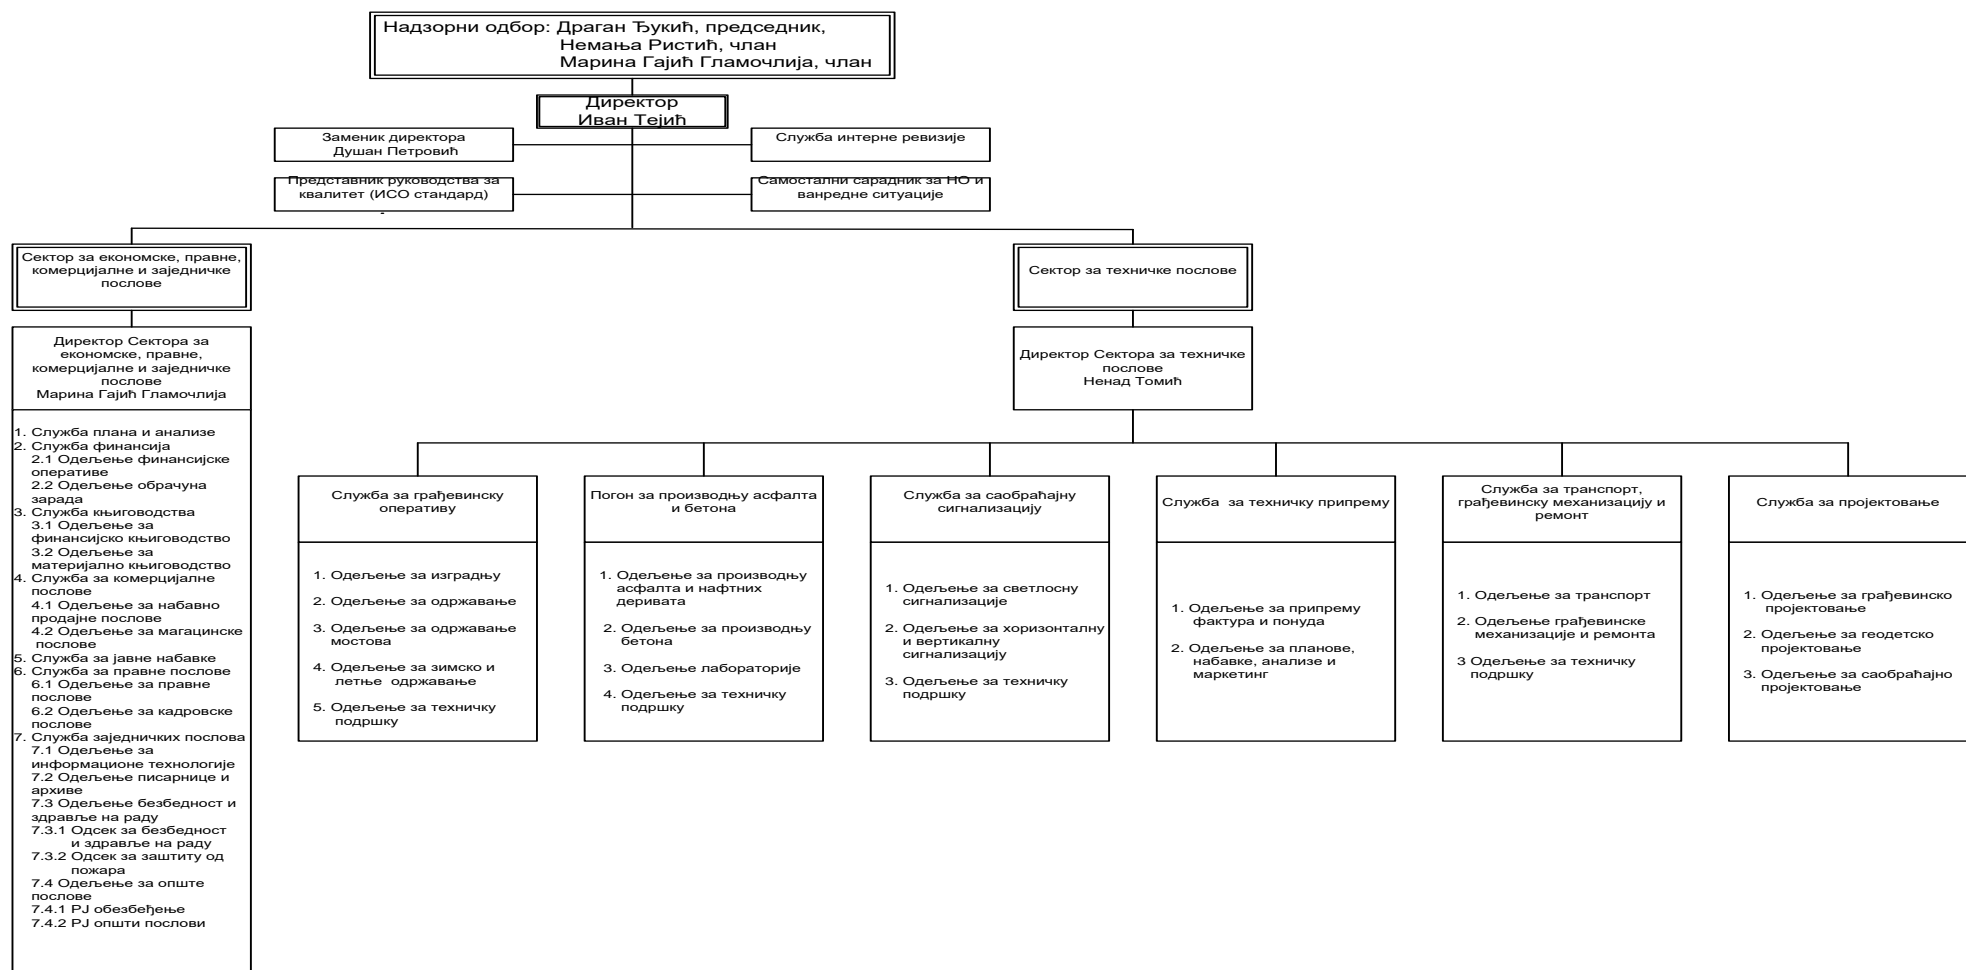 Надзорни одбор: Драган Ђукић, председник,
Немања Ристић, члан
Марина Гајић Гламочлија, члан
Директор
Иван Тејић
Заменик директора
Душан Петровић
Служба интерне ревизије
Представник руководства за
квалитет (ИСО стандард)
Самостални сарадник за НО и
ванредне ситуације
Сектор за економске, правне,
комерцијалне и заједничке
послове
Сектор за техничке послове
Директор Сектора за
економске, правне,
комерцијалне и заједничке
послове
Марина Гајић Гламочлија
Директор Сектора за техничке
послове
Ненад Томић
1. Служба плана и анализе
2. Служба финансија
2.1 Одељење финансијске
оперативе
2.2 Одељење обрачуна
зарада
3. Служба књиговодства
3.1 Одељење за
финансијско књиговодство
3.2 Одељење за
материјално књиговодство
4. Служба за комерцијалне
послове
4.1 Одељење за набавно
продајне послове
4.2 Одељење за магацинске
послове
5. Служба за јавне набавке
6. Служба за правне послове
6.1 Одељење за правне
послове
6.2 Одељење за кадровске
послове
7. Служба заједничких послова
7.1 Одељење за
информационе технологије
7.2 Одељење писарнице и
архиве
7.3 Одељење безбедност и
здравље на раду
7.3.1 Одсек за безбедност
и здравље на раду
7.3.2 Одсек за заштиту од
пожара
7.4 Одељење за опште
послове
7.4.1 РЈ обезбеђење
7.4.2 РЈ општи послови
Служба за грађевинску
оперативу
1. Одељење за изградњу
2. Одељење за одржавање
3. Одељење за одржавање
мостова
4. Одељење за зимско и
летње одржавање
5. Одељење за техничку
подршку
Погон за производњу асфалта
и бетона
1. Одељење за производњу
асфалта и нафтних
деривата
2. Одељење за производњу
бетона
3. Одељење лабораторије
4. Одељење за техничку
подршку
Служба за саобраћајну
сигнализацију
1. Одељење за светлосну
сигнализације
2. Одељење за хоризонталну
и вертикалну
сигнализацију
3. Одељење за техничку
подршку
Служба за техничку припрему
1. Одељење за припрему
фактура и понуда
2. Одељење за планове,
набавке, анализе и
маркетинг
Служба за транспорт,
грађевинску механизацију и
ремонт
1. Одељење за транспорт
2. Одељење грађевинске
механизације и ремонта
3 Одељење за техничку
подршку
Служба за пројектовање
1. Одељење за грађевинско
пројектовање
2. Одељење за геодетско
пројектовање
3. Одељење за саобраћајно
пројектовање